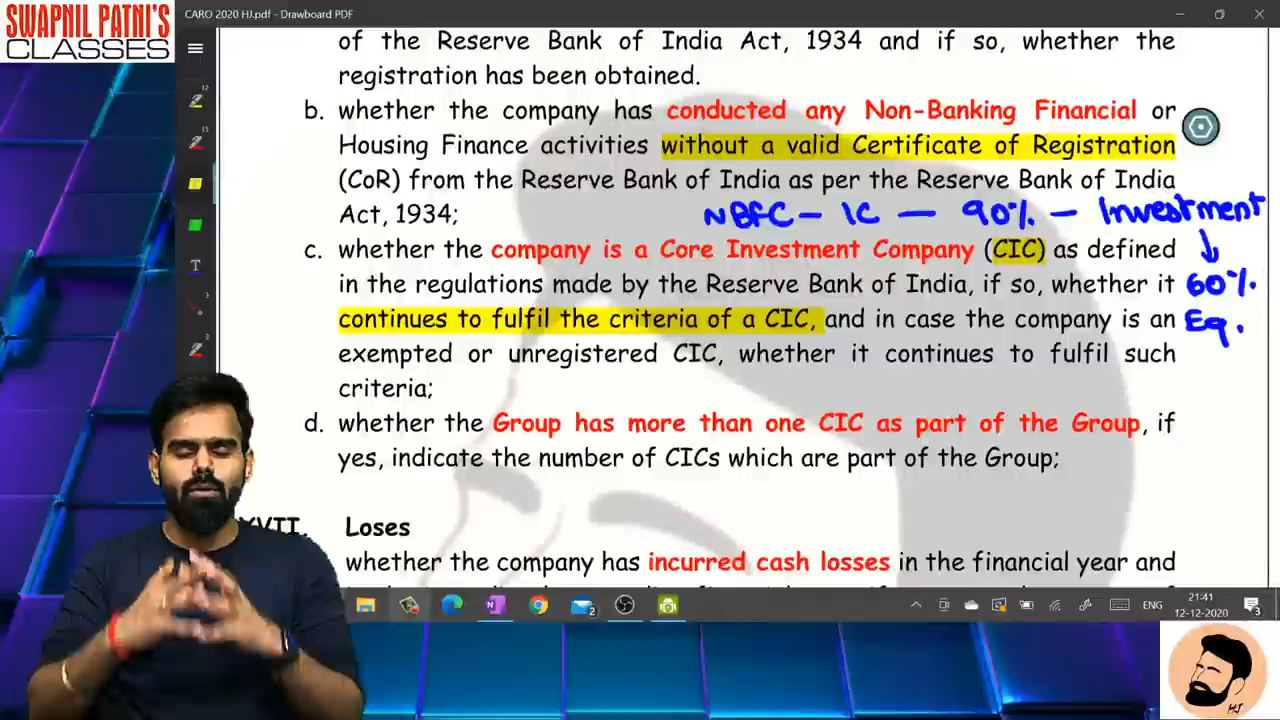 SWAPNIL PATNI'S
CLASSES
CARO 2020 HJ.pdf - Drawboard PDF
of the Reserve Bank of India Act, 1934 and if so, whether the
registration has been obtained.
b. whether the company has conducted any Non-Banking Financial or
Housing Finance activities without a valid Certificate of Registration
(CoR) from the Reserve Bank of India as per the Reserve Bank of India
Act, 1934;
NBFC - IC - 90% - Investment
60%.
Eq.
c. whether the company is a Core Investment Company (CIC) as defined
in the regulations made by the Reserve Bank of India, if so, whether it
continues to fulfil the criteria of a CIC, and in case the company is an
exempted or unregistered CIC, whether it continues to fulfil such
criteria;
d. whether the Group has more than one CIC as part of the Group, if
yes, indicate the number of CICs which are part of the Group;
XVII. Loses
whether the company has incurred cash losses in the financial year and
ENG
21:41
12-12-2020
3
2
HJ